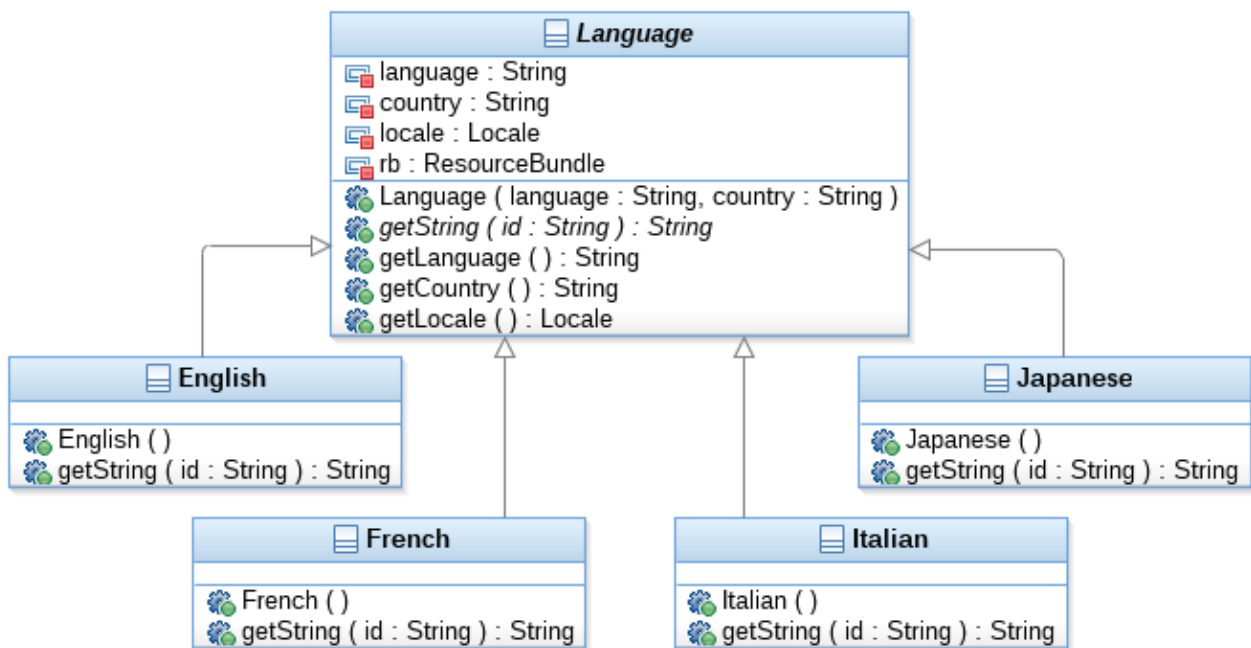 Language
language : String
country : String
locale : Locale
rb : ResourceBundle
Language ( language : String, country : String )
getString ( id : String ) : String
getLanguage ( ) : String
getCountry ( ) : String
getLocale ( ) : Locale
English
English ( )
getString ( id : String ) : String
Japanese
Japanese ( )
getString ( id : String ) : String
French
French ( )
getString ( id : String ) : String
Italian
Italian ( )
getString ( id : String ) : String